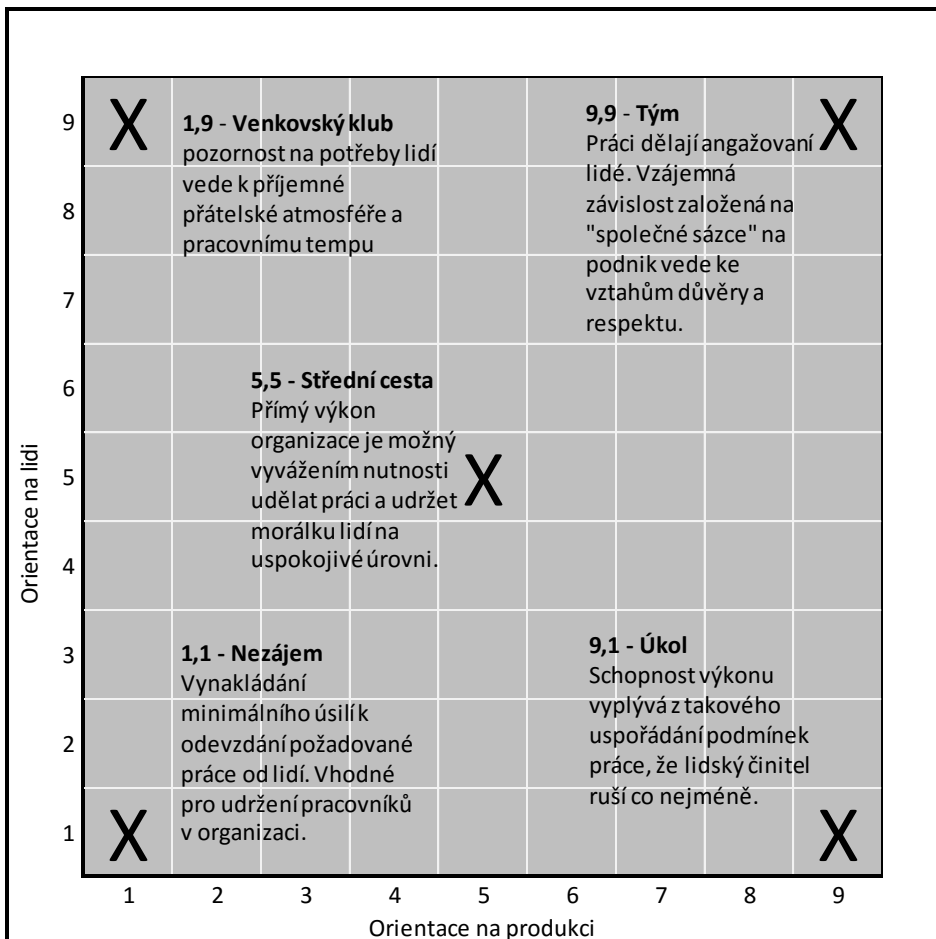 9
8
7
6
5
4
3
2
1
Orientace na lidi
X
1,9 - Venkovský klub
pozornost na potřeby lidí
vede k příjemné
přátelské atmosféře a
pracovnímu tempu
9,9 - Tým
Práci dělají angažovaní
lidé. Vzájemná
závislost založená na
"společné sázce" na
podnik vede ke
vztahům důvěry a
respektu.
X
5,5 - Střední cesta
Přímý výkon
organizace je možný
vyvážením nutnosti
udělat práci a udržet
morálku lidí na
uspokojivé úrovni.
X
1,1 - Nezájem
Vynakládání
minimálního úsilí k
odevzdání požadované
práce od lidí. Vhodné
pro udržení pracovníků
v organizaci.
X
9,1 - Úkol
Schopnost výkonu
vyplývá z takového
uspořádání podmínek
práce, že lidský činitel
ruší co nejméně.
X
1 2 3 4 5 6 7 8 9
Orientace na produkci